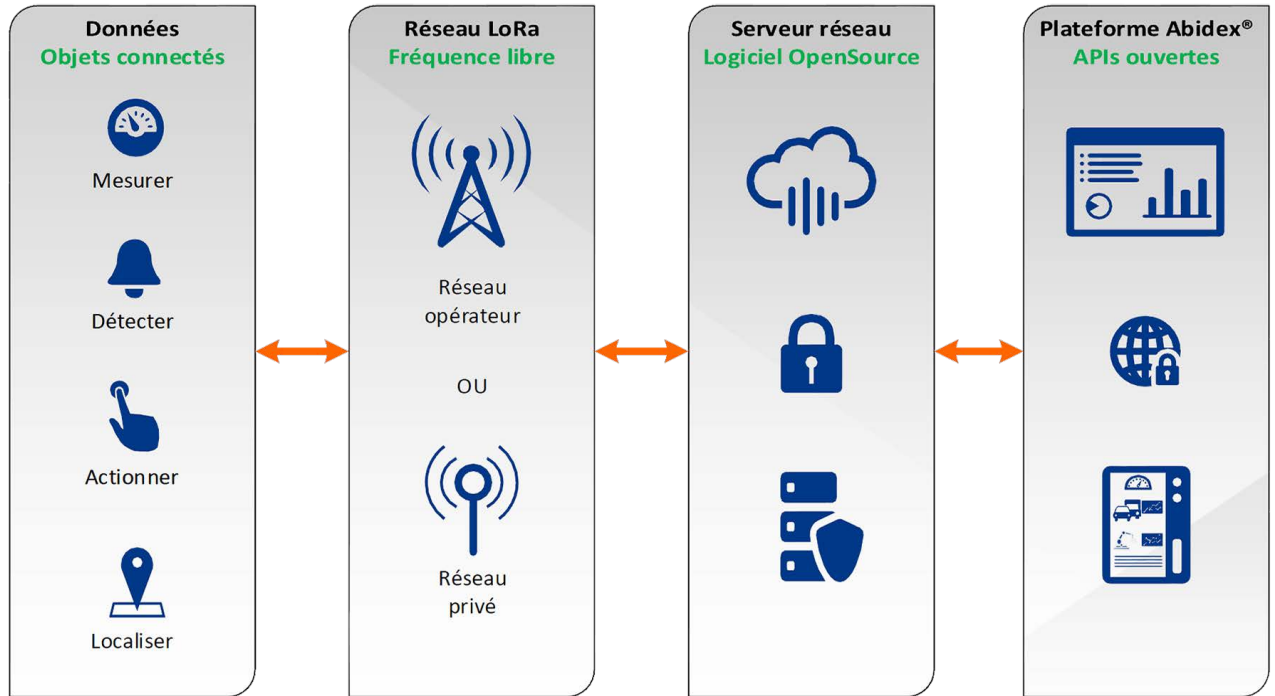 Données
Objets connectés
Mesurer
Détecter
Actionner
Localiser
Réseau LoRa
Fréquence libre
Réseau
opérateur
OU
Réseau
privé
Serveur réseau
Logiciel OpenSource
Plateforme Abidex®
APIs ouvertes